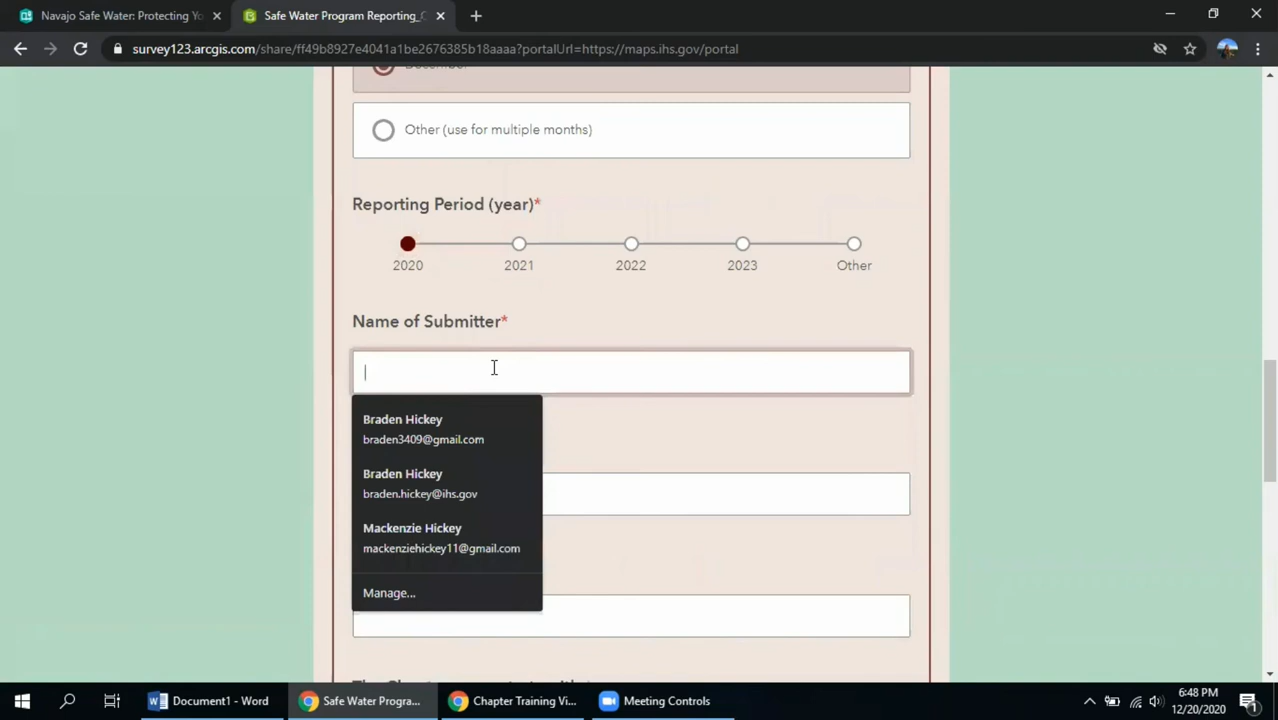 Navajo Safe Water: Protecting Yo
Safe Water Program Reporting_C
survey123.arcgis.com/share/ff49b8927e4041a1be2676385b18aaaa?portalUrl=https://maps.ihs.gov/portal
December
Other (use for multiple months)
Reporting Period (year)*
2020 2021 2022 2023 Other
Name of Submitter*
Braden Hickey
braden3409@gmail.com
Braden Hickey
braden.hickey@ihs.gov
Mackenzie Hickey
mackenziehickey11@gmail.com
Manage...
Document1 - Word
Safe Water Progra...
Chapter Training Vi...
Meeting Controls
6:48 PM
12/20/2020
1